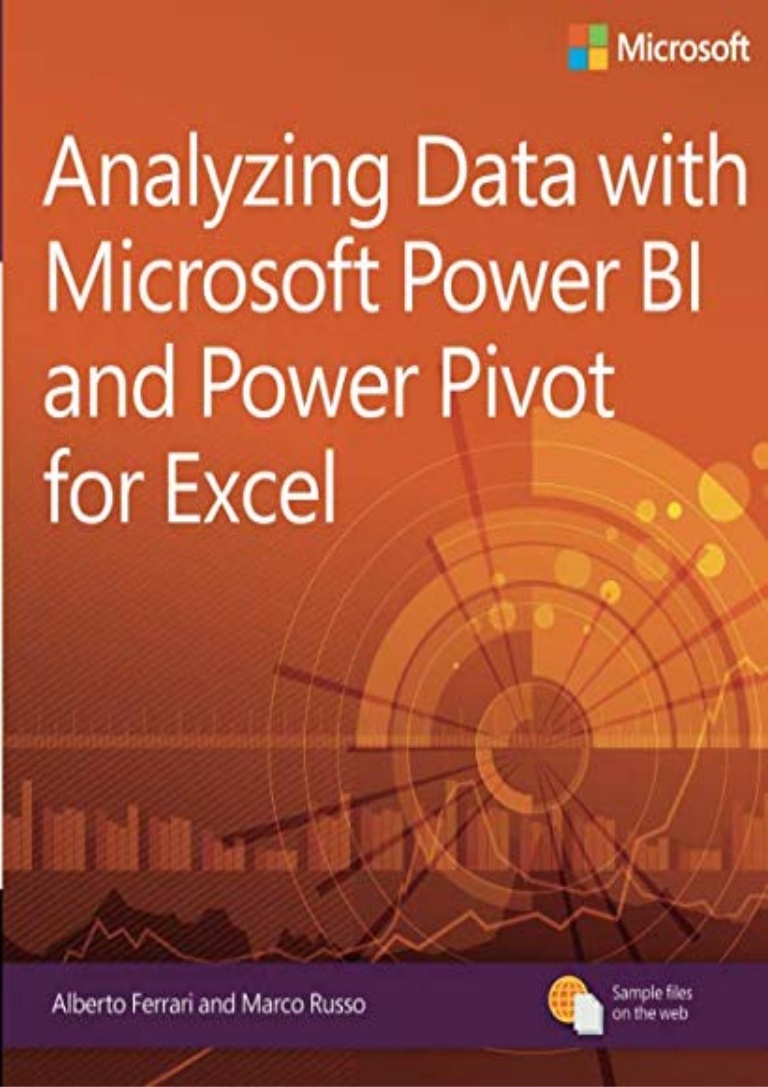 Microsoft
Analyzing Data with
Microsoft Power BI
and Power Pivot
for Excel
Alberto Ferrari and Marco Russo
Sample files
on the web